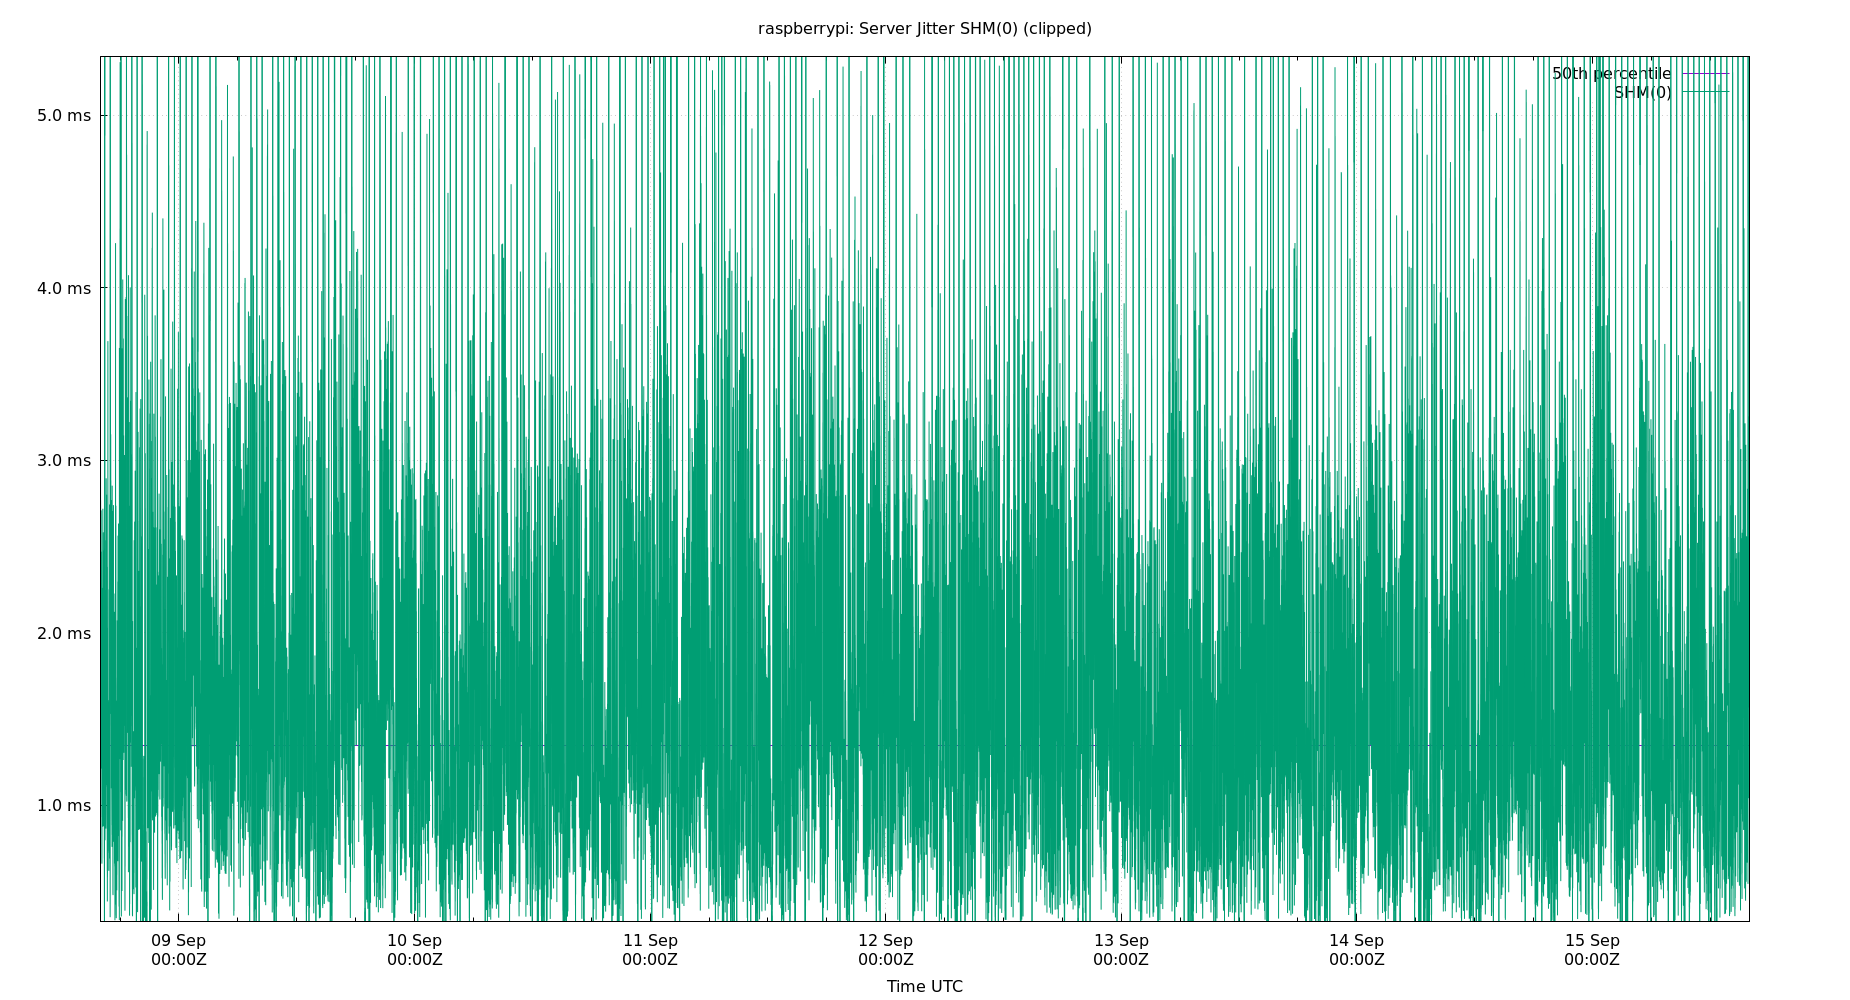 raspberrypi: Server Jitter SHM(0) (clipped)
50th percentile
SHM(0)
5.0 ms
4.0 ms
3.0 ms
2.0 ms
1.0 ms
09 Sep 10 Sep 11 Sep 12 Sep 13 Sep 14 Sep 15 Sep
00:00Z 00:00Z 00:00Z 00:00Z 00:00Z 00:00Z 00:00Z
Time UTC